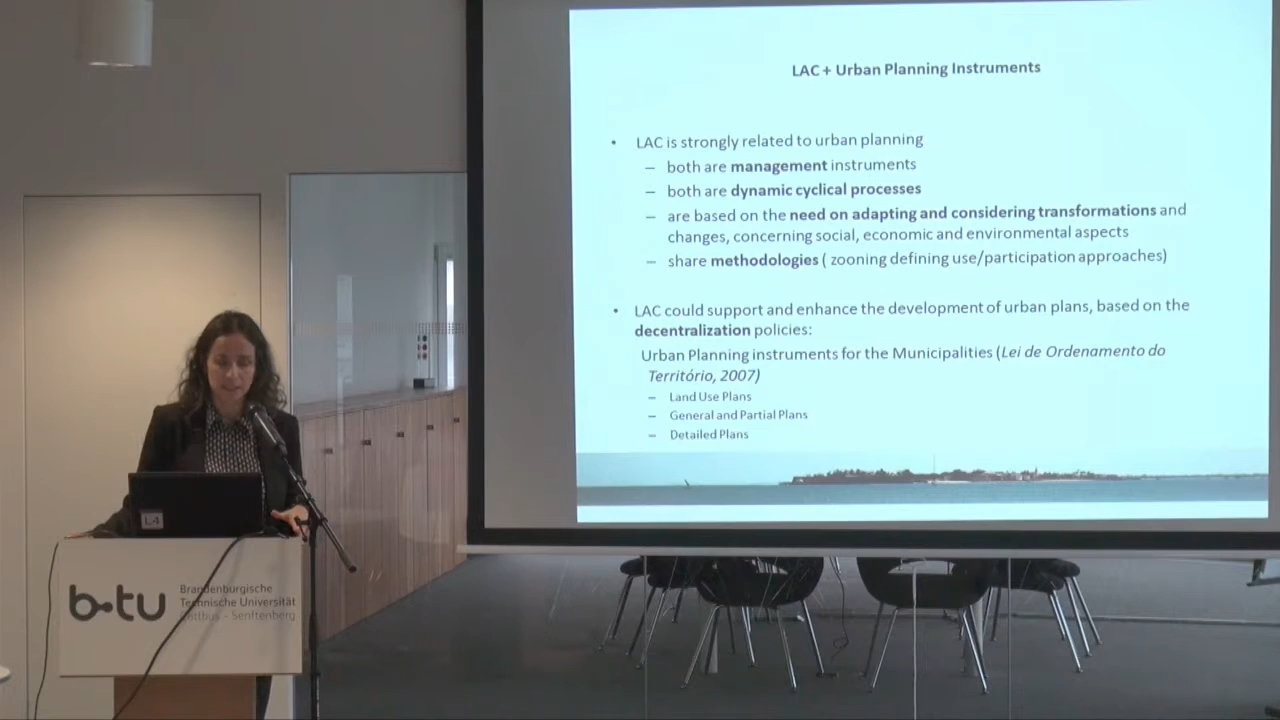 LAC + Urban Planning Instruments
• LAC is strongly related to urban planning
– both are management instruments
– both are dynamic cyclical processes
– are based on the need on adapting and considering transformations and
changes, concerning social, economic and environmental aspects
– share methodologies ( zooning defining use/participation approaches)
• LAC could support and enhance the development of urban plans, based on the
decentralization policies:
Urban Planning instruments for the Municipalities (Lei de Ordenamento do
Território, 2007)
– Land Use Plans
– General and Partial Plans
– Detailed Plans
L4
b-tu
Brandenburgische
Technische Universität
Cottbus - Senftenberg